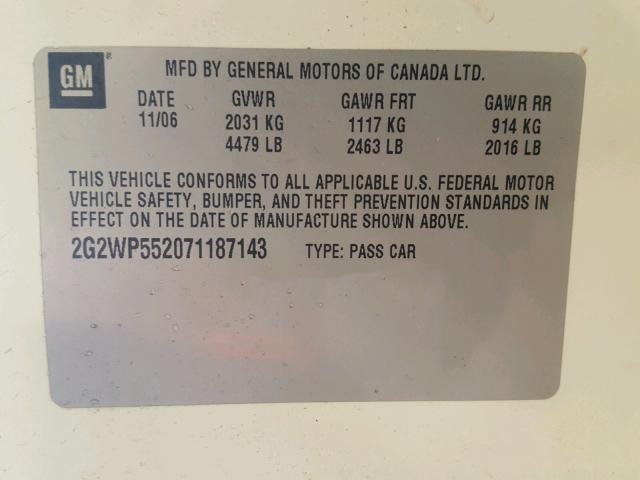 GM
®
MFD BY GENERAL MOTORS OF CANADA LTD.
DATE GVWR GAWR FRT GAWR RR
11/06 2031 KG 1117 KG 914 KG
4479 LB 2463 LB 2016 LB
THIS VEHICLE CONFORMS TO ALL APPLICABLE U.S. FEDERAL MOTOR
VEHICLE SAFETY, BUMPER, AND THEFT PREVENTION STANDARDS IN
EFFECT ON THE DATE OF MANUFACTURE SHOWN ABOVE.
2G2WP552071187143 TYPE: PASS CAR